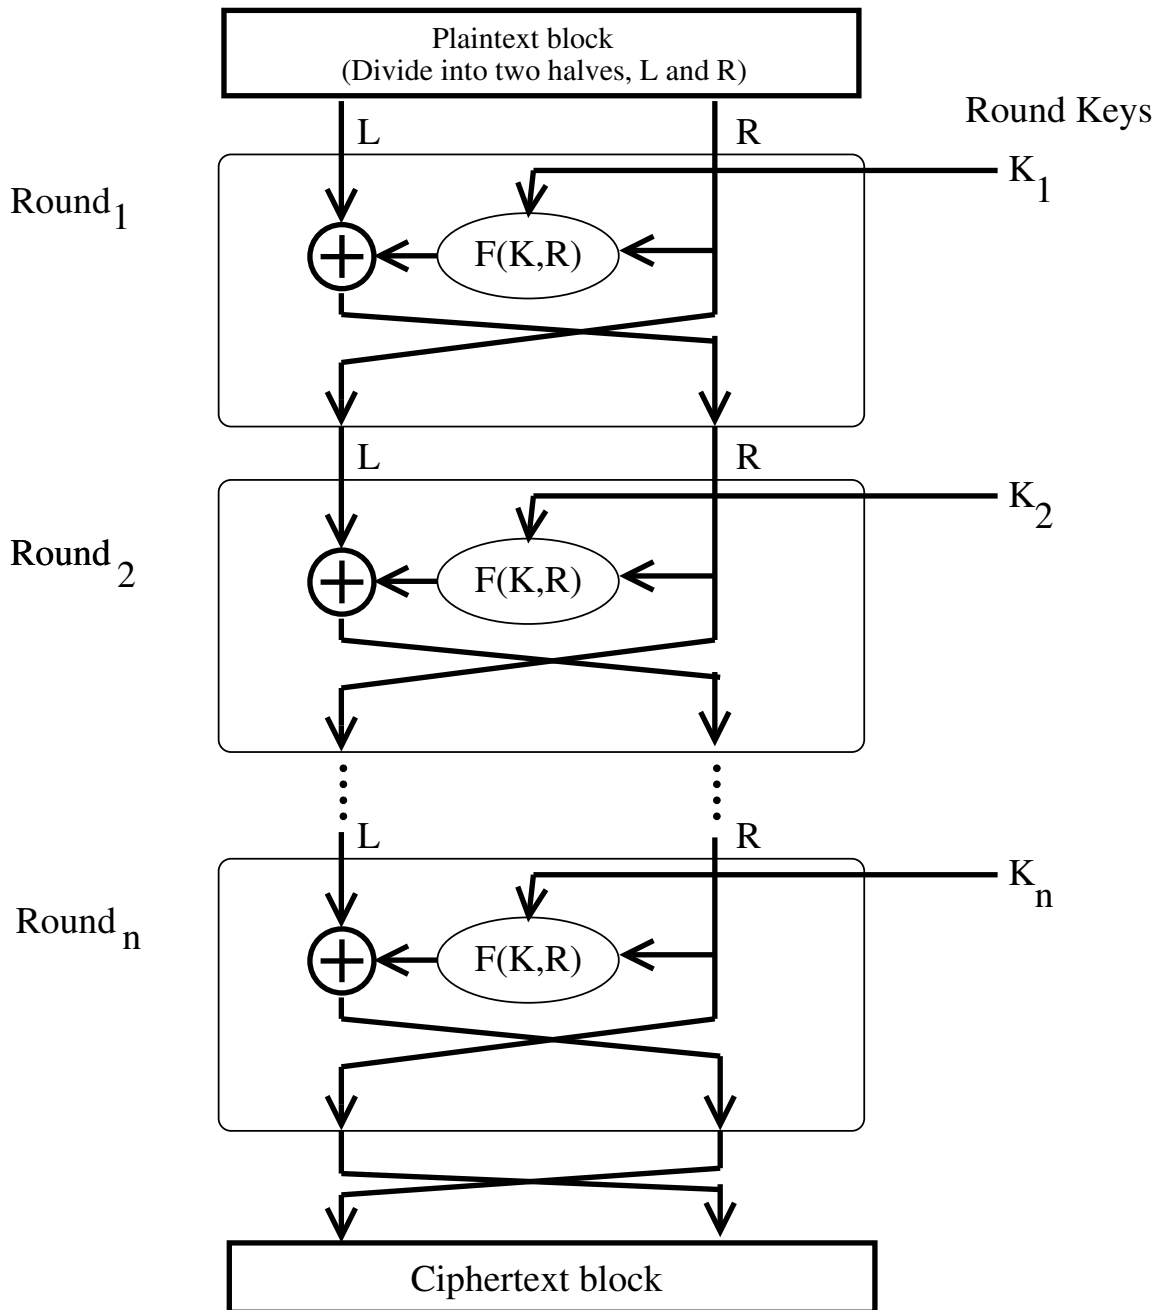 Plaintext block
(Divide into two halves, L and R)
Round Keys
L
R
K1
Round1
F(K,R)
L
R
K2
Round2
F(K,R)
L
R
Kn
Roundn
F(K,R)
Ciphertext block